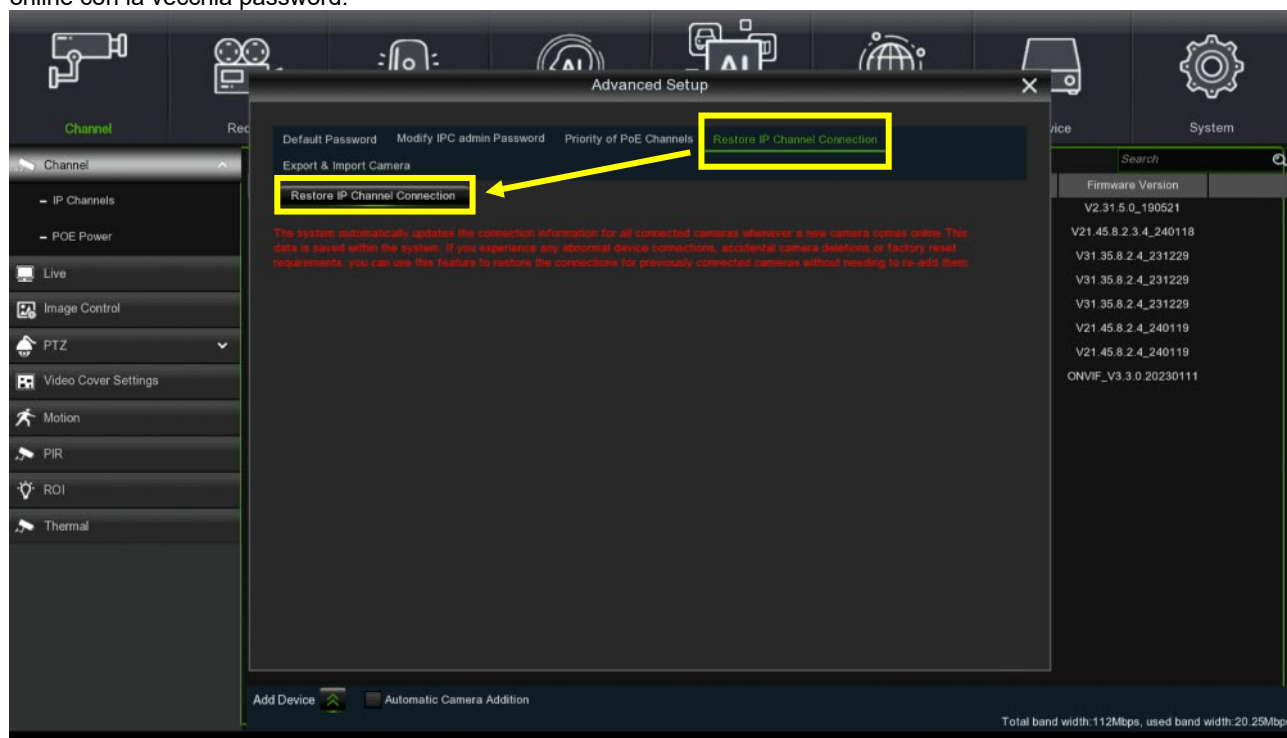 online con la vecchia password.
Advanced Setup
Channel
System
Default Password Modify IPC admin Password Priority of PoE Channels Restore IP Channel Connection
Export & Import Camera
Restore IP Channel Connection
The system automatically updates the connection information for all connected cameras whenever a new camera comes online This
data is saved within the system. If you experience any abnormal device connections, accidental camera deletions,or factory reset
requirements, you can use this feature to restore the connections for previously connected cameras without needing to re-add them.
Channel
IP Channels
POE Power
Live
Image Control
PTZ
Video Cover Settings
Motion
PIR
ROI
Thermal
Search
Firmware Version
V2.31.5.0_190521
V21.45.8.2.3.4_240118
V31.35.8.2.4_231229
V31.35.8.2.4_231229
V31.35.8.2.4_231229
V21.45.8.2.4_240119
V21.45.8.2.4_240119
ONVIF_V3.3.0.20230111
Add Device Automatic Camera Addition
Total band width:112Mbps, used band width:20.25Mbps